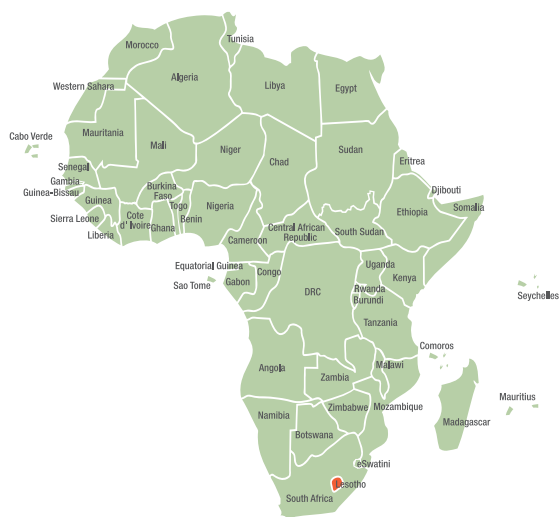 Tunisia
Morocco
Algeria
Libya
Egypt
Western Sahara
Mauritania
Cabo Verde
Mali
Niger
Chad
Sudan
Eritrea
Senegal
Gambia
Guinea-Bissau
Guinea
Burkina
Faso
Djibouti
Somalia
Sierra Leone
Liberia
Cote
d' Ivoire
Ghana
Togo
Benin
Nigeria
Ethiopia
Central African
Republic
South Sudan
Cameroon
Equatorial Guinea
Sao Tome
Gabon
Congo
DRC
Uganda
Kenya
Rwanda
Burundi
Seychelles
Tanzania
Comoros
Angola
Zambia
Malawi
Mauritius
Mozambique
Madagascar
Namibia
Zimbabwe
Botswana
eSwatini
Lesotho
South Africa